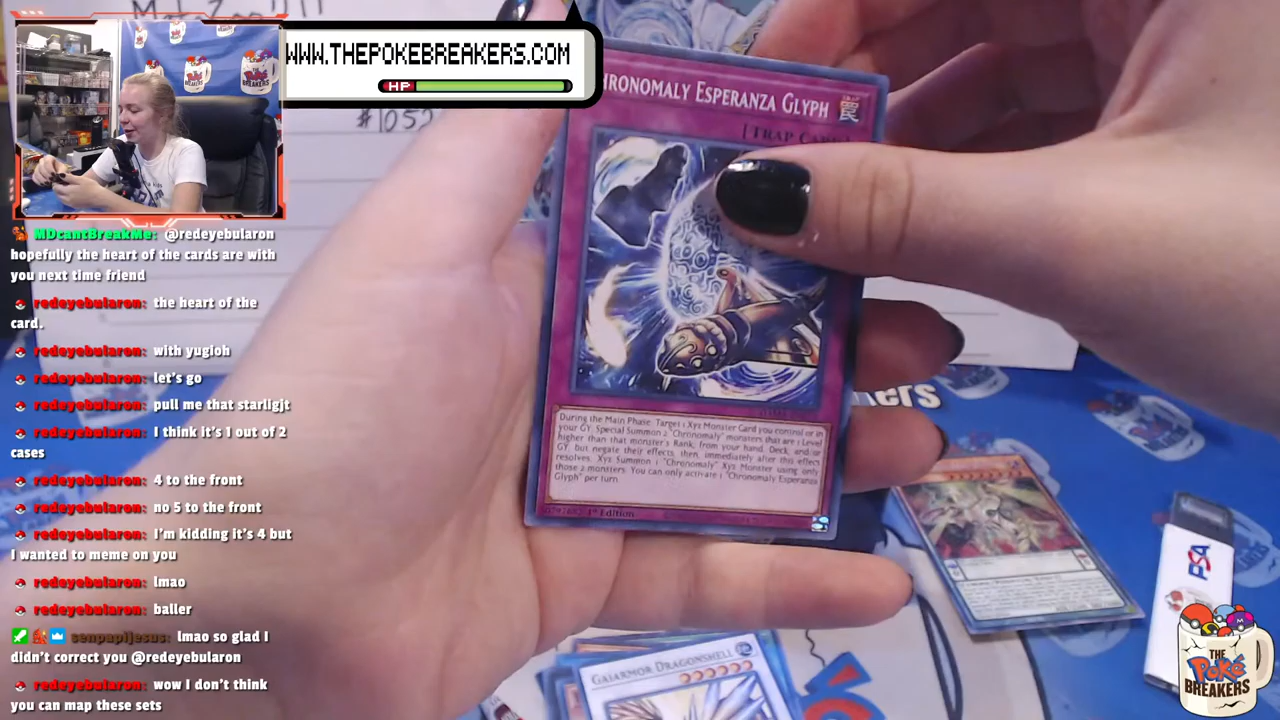 WWW.THEPOKEBREAKERS.COM
HP
#1052
HRONOMALY ESPERANZA GLYPH
[TRAP CARD]
During the Main Phase: Target 1 Xyz Monster Card you control or in
your GY; Special Summon 2 "Chronomaly" monsters that are 1 Level
higher than that monster's Rank, from your hand, Deck, and/or
GY, but negate their effects, then, immediately after this effect
resolves, Xyz Summon 1 "Chronomaly" Xyz Monster using only
those 2 monsters. You can only activate 1 "Chronomaly Esperanza
Glyph" per turn.
1st Edition
MDcantBreakMe: @redeyebularon
hopefully the heart of the cards are with
you next time friend
redeyebularon: the heart of the
card.
redeyebularon: with yugioh
redeyebularon: let's go
redeyebularon: pull me that starligjt
redeyebularon: I think it's 1 out of 2
cases
redeyebularon: 4 to the front
redeyebularon: no 5 to the front
redeyebularon: I'm kidding it's 4 but
I wanted to meme on you
redeyebularon: lmao
redeyebularon: baller
senpapijesus: lmao so glad I
didn't correct you @redeyebularon
redeyebularon: wow I don't think
you can map these sets
GAIARMOR DRAGONSHELL
PSA
THE
POKÉ
BREAKERS